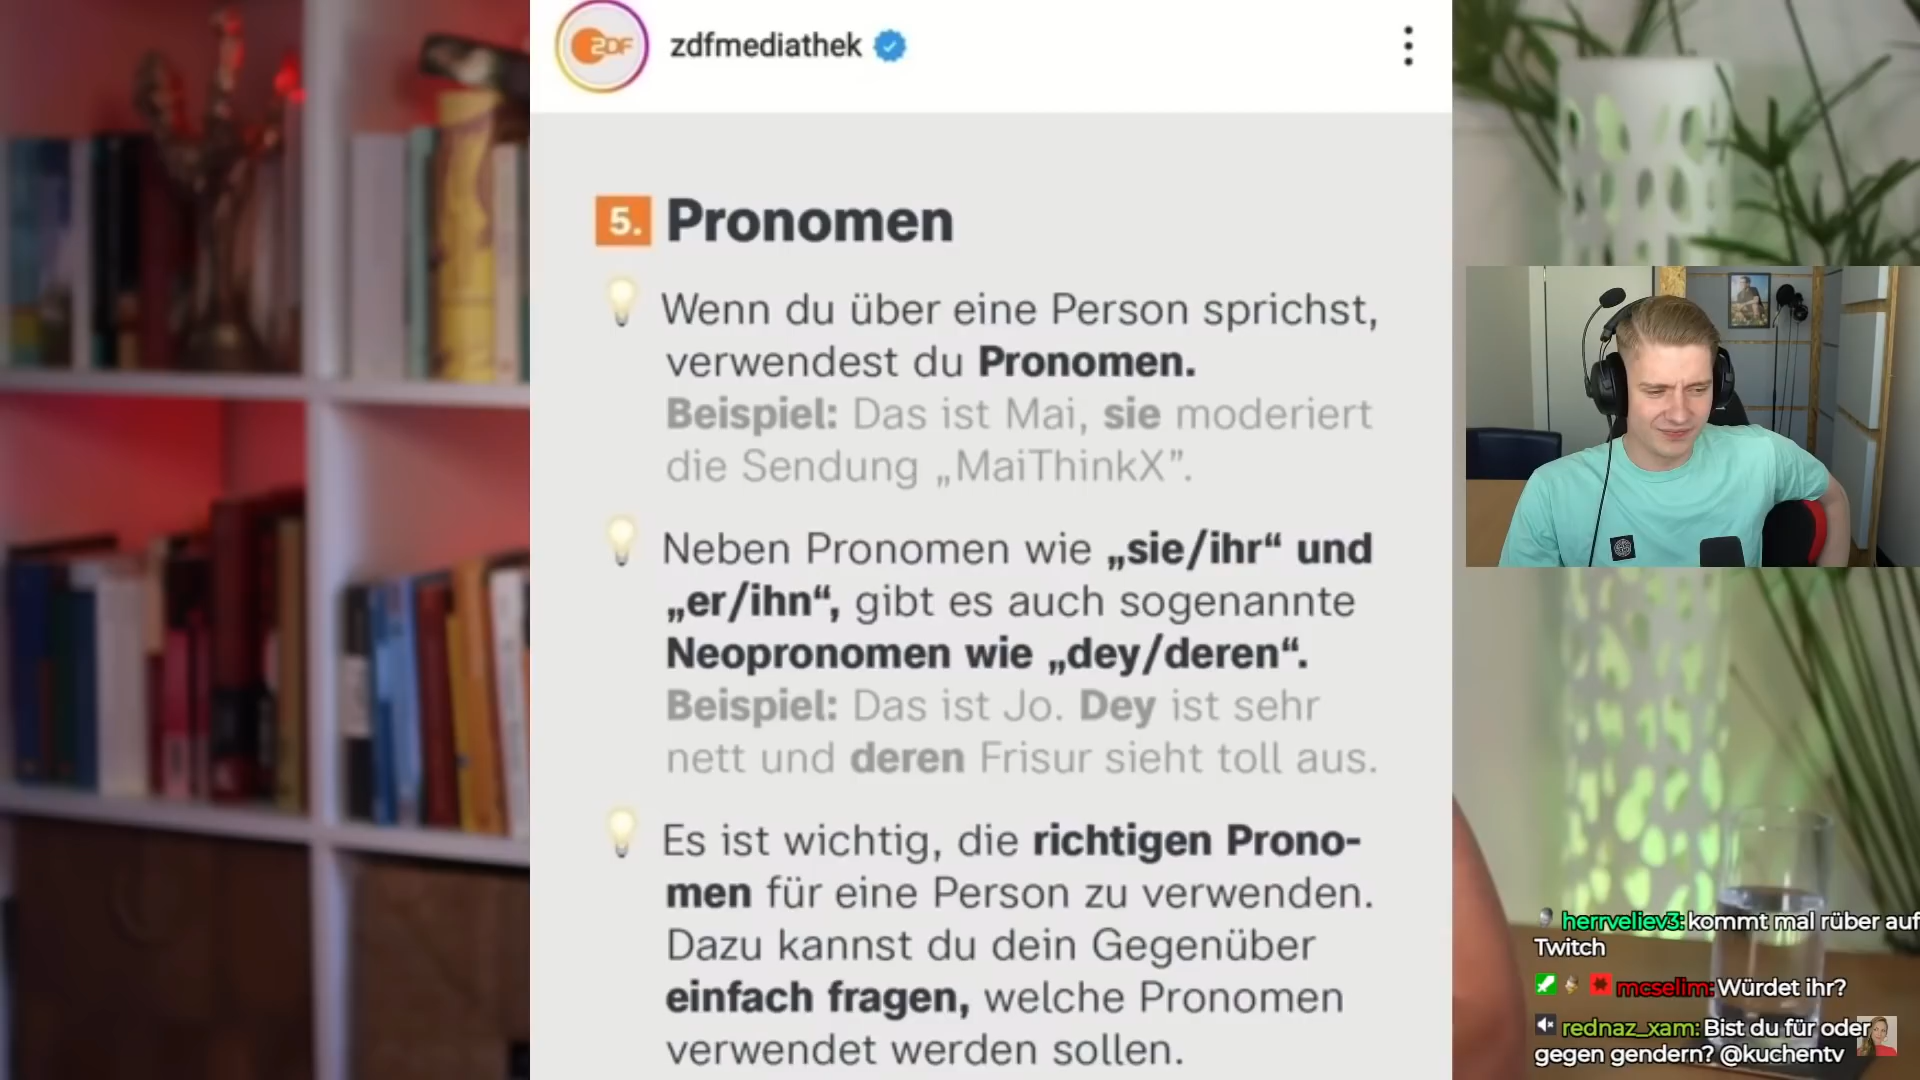 ZDF
zdfmediathek
5. Pronomen
Wenn du über eine Person sprichst,
verwendest du Pronomen.
Beispiel: Das ist Mai, sie moderiert
die Sendung „MaiThinkX”.
Neben Pronomen wie „sie/ihr“ und
„er/ihn“, gibt es auch sogenannte
Neopronomen wie „dey/deren“.
Beispiel: Das ist Jo. Dey ist sehr
nett und deren Frisur sieht toll aus.
Es ist wichtig, die richtigen Prono-
men für eine Person zu verwenden.
Dazu kannst du dein Gegenüber
einfach fragen, welche Pronomen
verwendet werden sollen.
herrveliev3: kommt mal rüber auf
Twitch
mcselim: Würdet ihr?
rednaz_xam: Bist du für oder
gegen gendern? @kuchentv